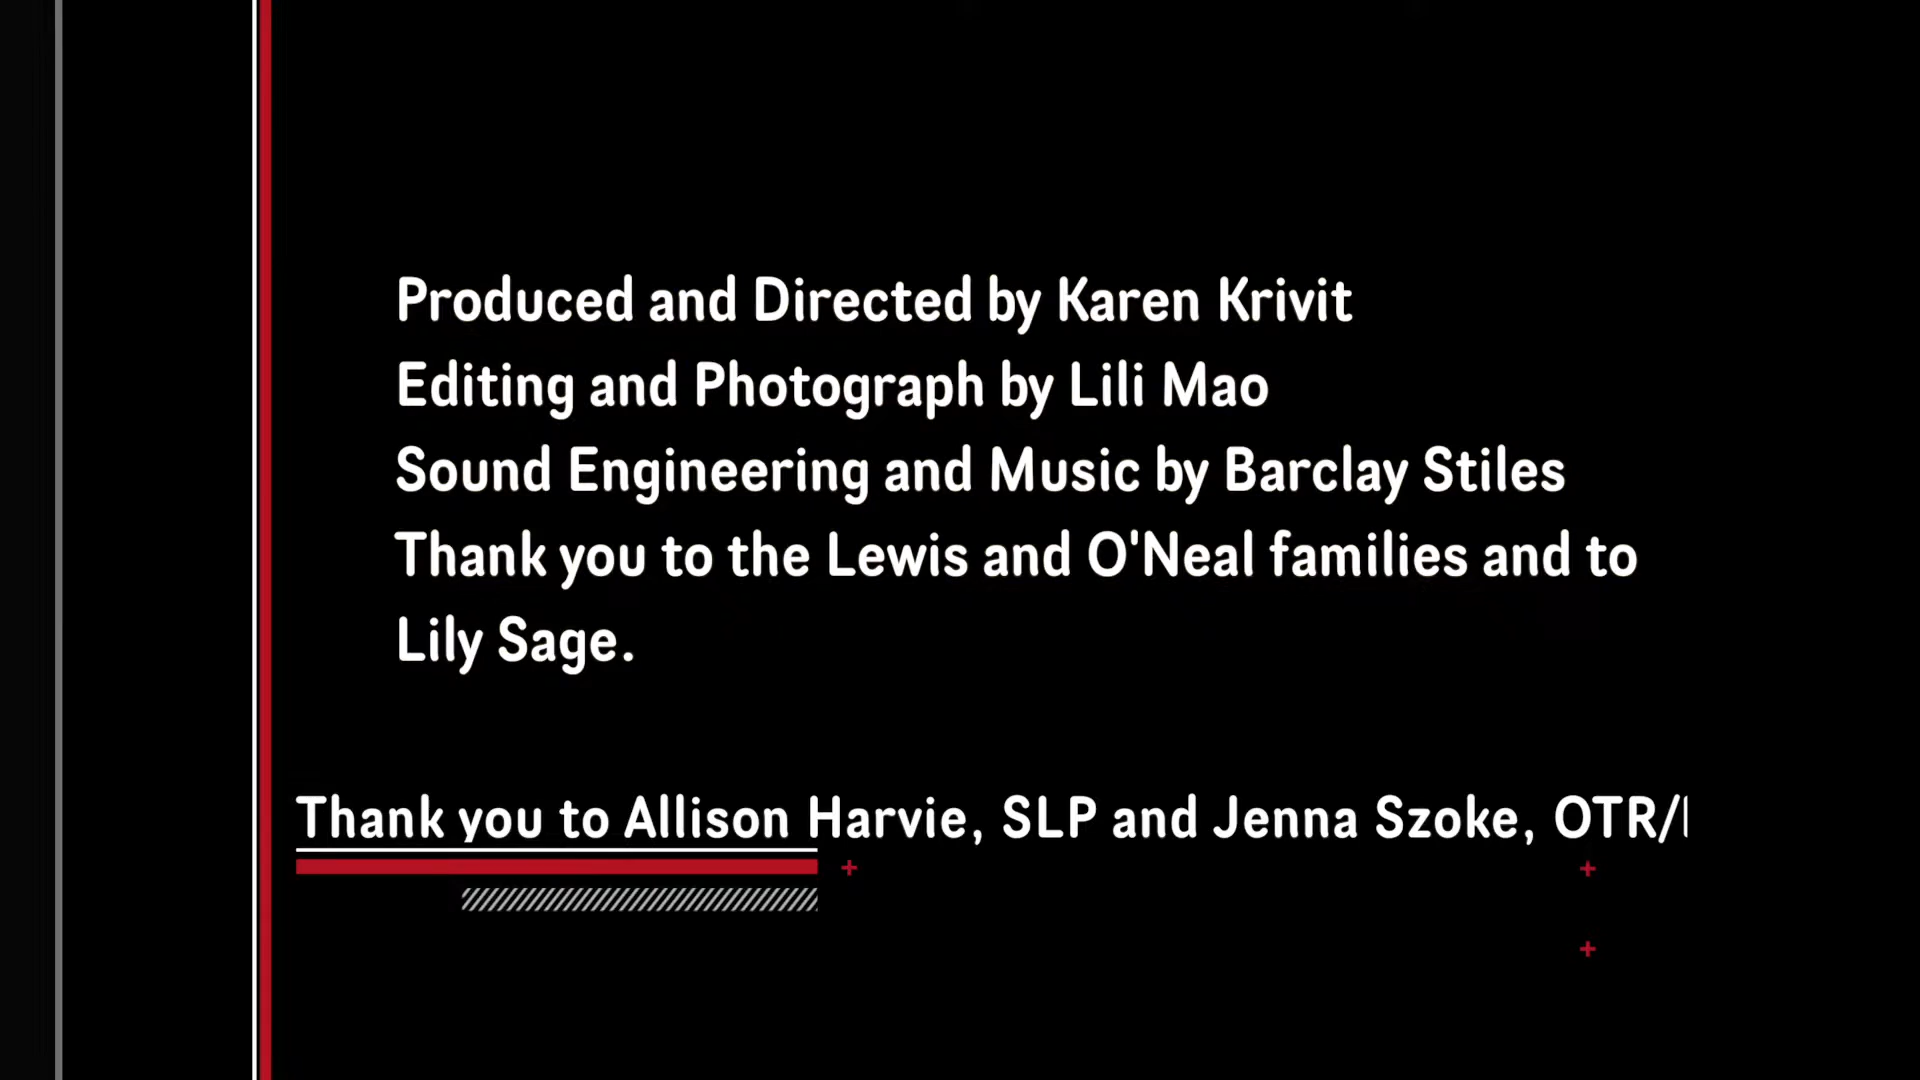 Produced and Directed by Karen Krivit
Editing and Photograph by Lili Mao
Sound Engineering and Music by Barclay Stiles
Thank you to the Lewis and O'Neal families and to
Lily Sage.
Thank you to Allison Harvie, SLP and Jenna Szoke, OTR/